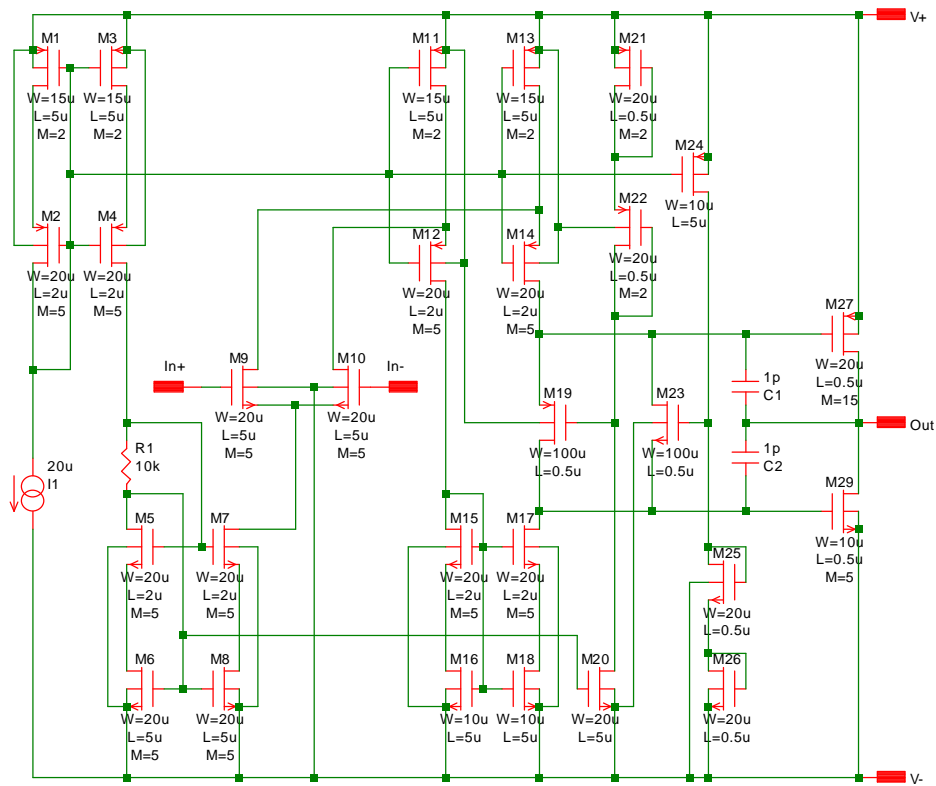 V+
M1
W=15u
L=5u
M=2
M3
W=15u
L=5u
M=2
M11
W=15u
L=5u
M=2
M13
W=15u
L=5u
M=2
M21
W=20u
L=0.5u
M=2
M24
W=10u
L=5u
M2
W=20u
L=2u
M=5
M4
W=20u
L=2u
M=5
M12
W=20u
L=2u
M=5
M14
W=20u
L=2u
M=5
M22
W=20u
L=0.5u
M=2
M27
W=20u
L=0.5u
M=15
In+
M9
W=20u
L=5u
M=5
M10
W=20u
L=5u
M=5
In-
M19
W=100u
L=0.5u
M23
W=100u
L=0.5u
1p
C1
Out
R1
10k
20u
I1
1p
C2
M29
W=10u
L=0.5u
M=5
M5
W=20u
L=2u
M=5
M7
W=20u
L=2u
M=5
M15
W=20u
L=2u
M=5
M17
W=20u
L=2u
M=5
M25
W=20u
L=0.5u
M6
W=20u
L=5u
M=5
M8
W=20u
L=5u
M=5
M16
W=10u
L=5u
M18
W=10u
L=5u
M20
W=20u
L=5u
M26
W=20u
L=0.5u
V-